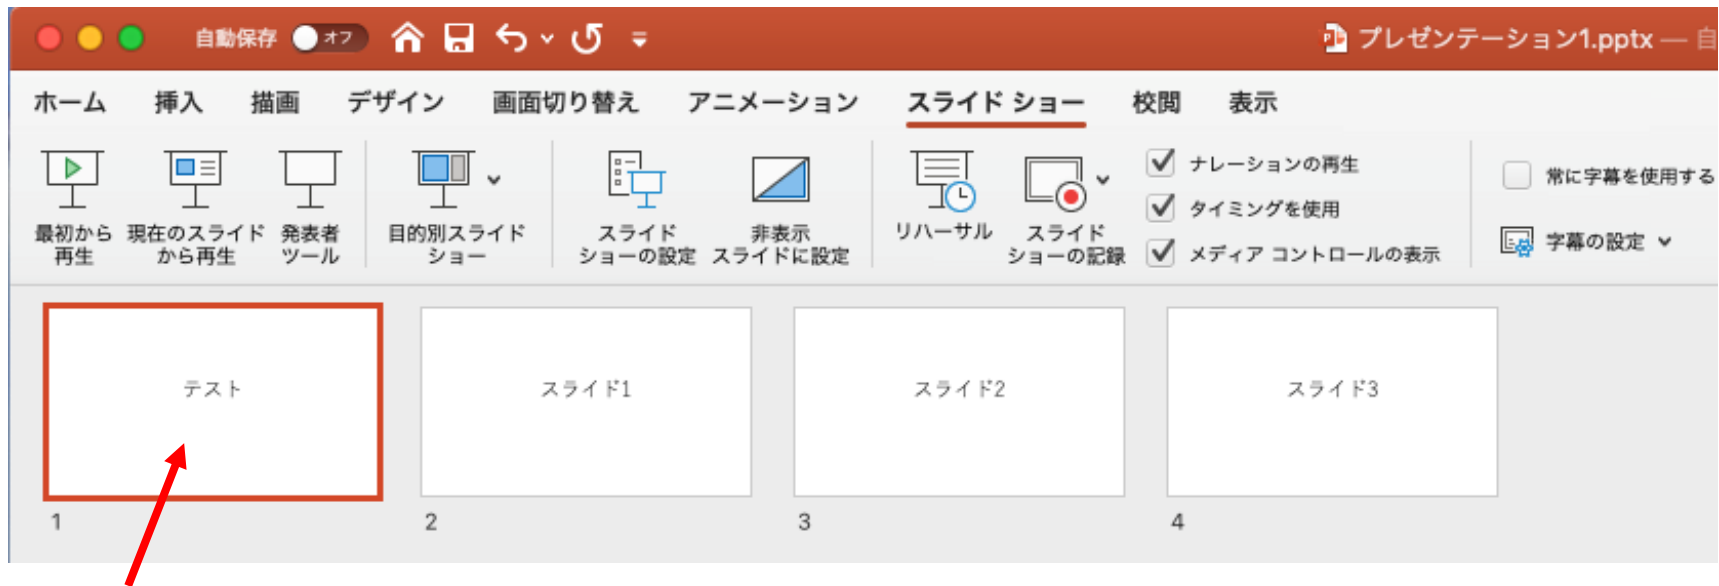 自動保存 オフ
プレゼンテーション1.pptx — 自
ホーム 挿入 描画 デザイン 画面切り替え アニメーション スライド ショー 校閲 表示
最初から
再生
現在のスライド
から再生
発表者
ツール
目的別スライド
ショー
スライド
ショーの設定
非表示
スライドに設定
リハーサル
スライド
ショーの記録
ナレーションの再生
タイミングを使用
メディア コントロールの表示
常に字幕を使用する
字幕の設定
テスト
スライド1
スライド2
スライド3
1
2
3
4